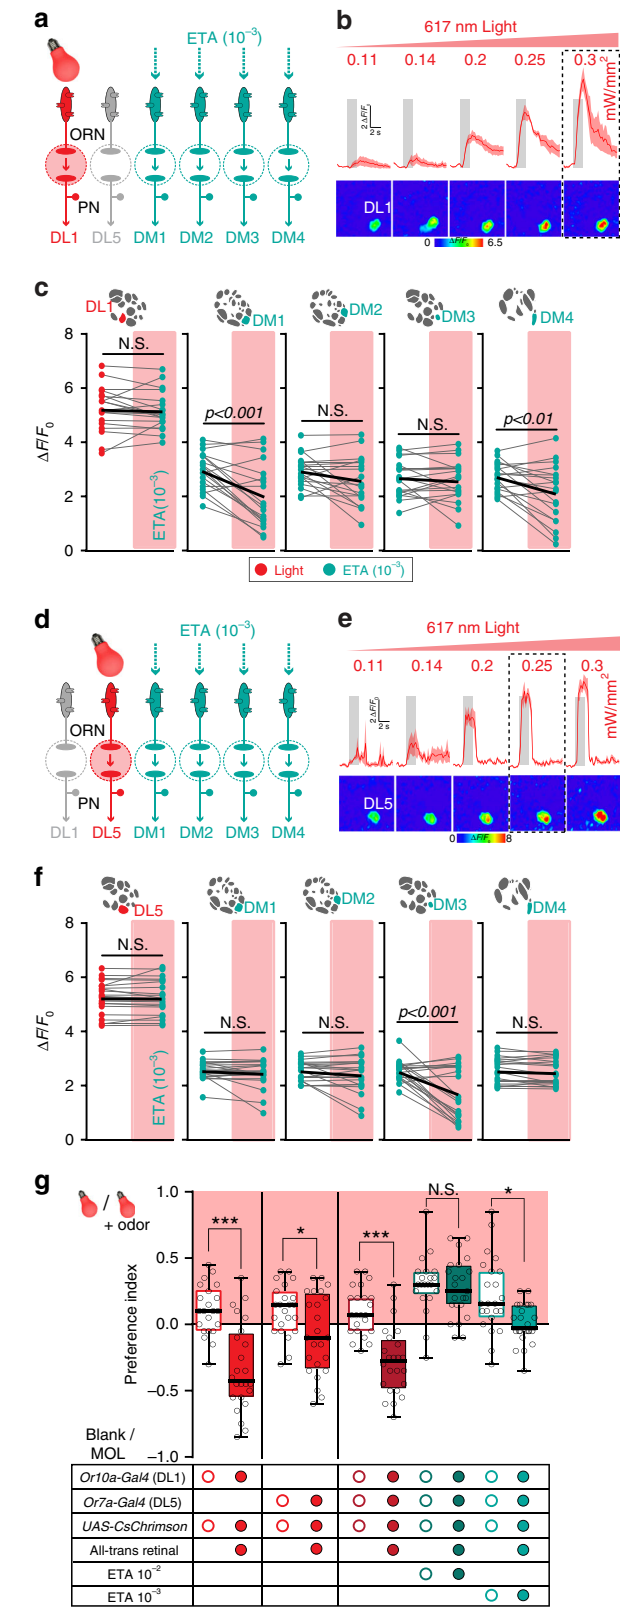 a
ETA (10⁻³)
ORN
PN
DL1 DL5 DM1 DM2 DM3 DM4
b
617 nm Light
0.11 0.14 0.2 0.25 0.3
mW/mm²
2 ΔF/F₀
2 s
DL1
0 ΔF/F₀ 6.5
c
DL1 DM1 DM2 DM3 DM4
8
6
4
2
0
ΔF/F₀
N.S. p<0.001 N.S. N.S. p<0.01
ETA(10⁻³)
Light ETA (10⁻³)
d
ETA (10⁻³)
ORN
PN
DL1 DL5 DM1 DM2 DM3 DM4
e
617 nm Light
0.11 0.14 0.2 0.25 0.3
mW/mm²
2 ΔF/F₀
2 s
DL5
0 ΔF/F₀ 8
f
DL5 DM1 DM2 DM3 DM4
8
6
4
2
0
ΔF/F₀
N.S. N.S. N.S. p<0.001 N.S.
ETA (10⁻³)
g
/
+ odor
1.0
0.5
0.0
−0.5
−1.0
Preference index
*** * *** N.S. *
Blank /
MOL
Or10a-Gal4 (DL1)
Or7a-Gal4 (DL5)
UAS-CsChrimson
All-trans retinal
ETA 10⁻²
ETA 10⁻³